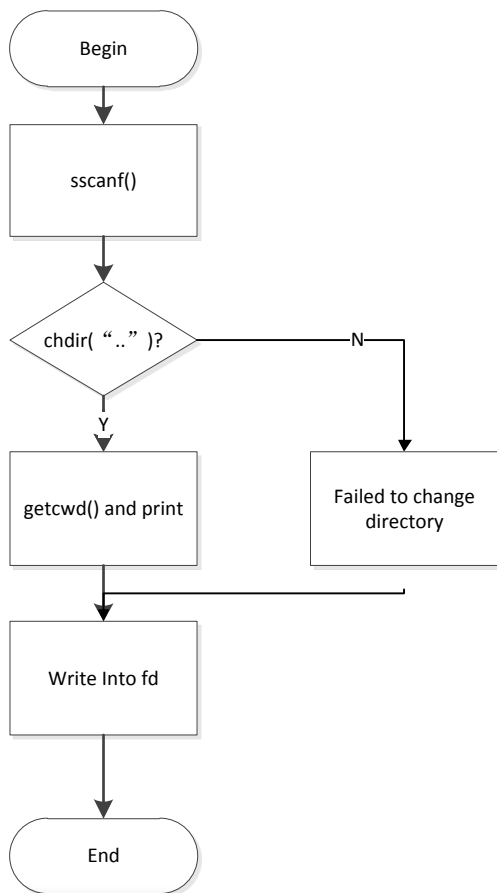 Begin
sscanf()
chdir( “..” )?
N
Y
getcwd() and print
Failed to change
directory
Write Into fd
End